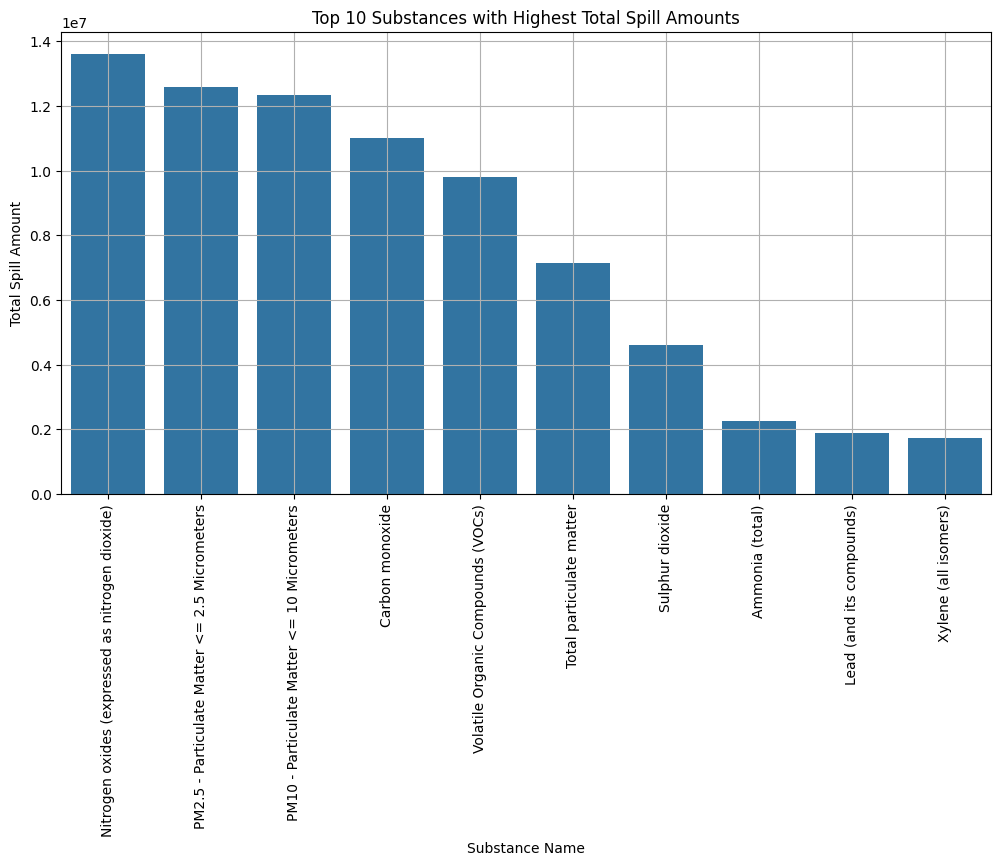 Top 10 Substances with Highest Total Spill Amounts
1e7
1.4
1.2
1.0
0.8
0.6
0.4
0.2
0.0
Total Spill Amount
Nitrogen oxides (expressed as nitrogen dioxide)
PM2.5 - Particulate Matter <= 2.5 Micrometers
PM10 - Particulate Matter <= 10 Micrometers
Carbon monoxide
Volatile Organic Compounds (VOCs)
Total particulate matter
Sulphur dioxide
Ammonia (total)
Lead (and its compounds)
Xylene (all isomers)
Substance Name